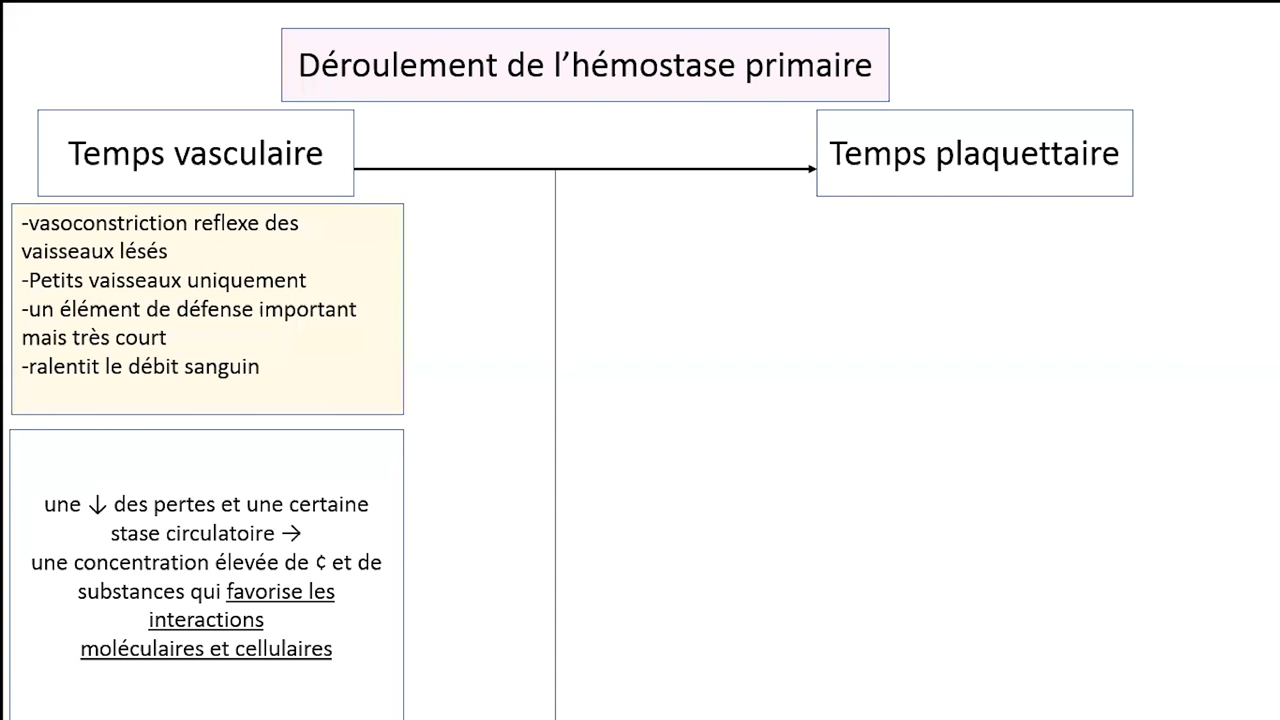 Déroulement de l’hémostase primaire
Temps vasculaire
Temps plaquettaire
-vasoconstriction reflexe des
vaisseaux lésés
-Petits vaisseaux uniquement
-un élément de défense important
mais très court
-ralentit le débit sanguin
une ↓ des pertes et une certaine
stase circulatoire →
une concentration élevée de ¢ et de
substances qui favorise les
interactions
moléculaires et cellulaires